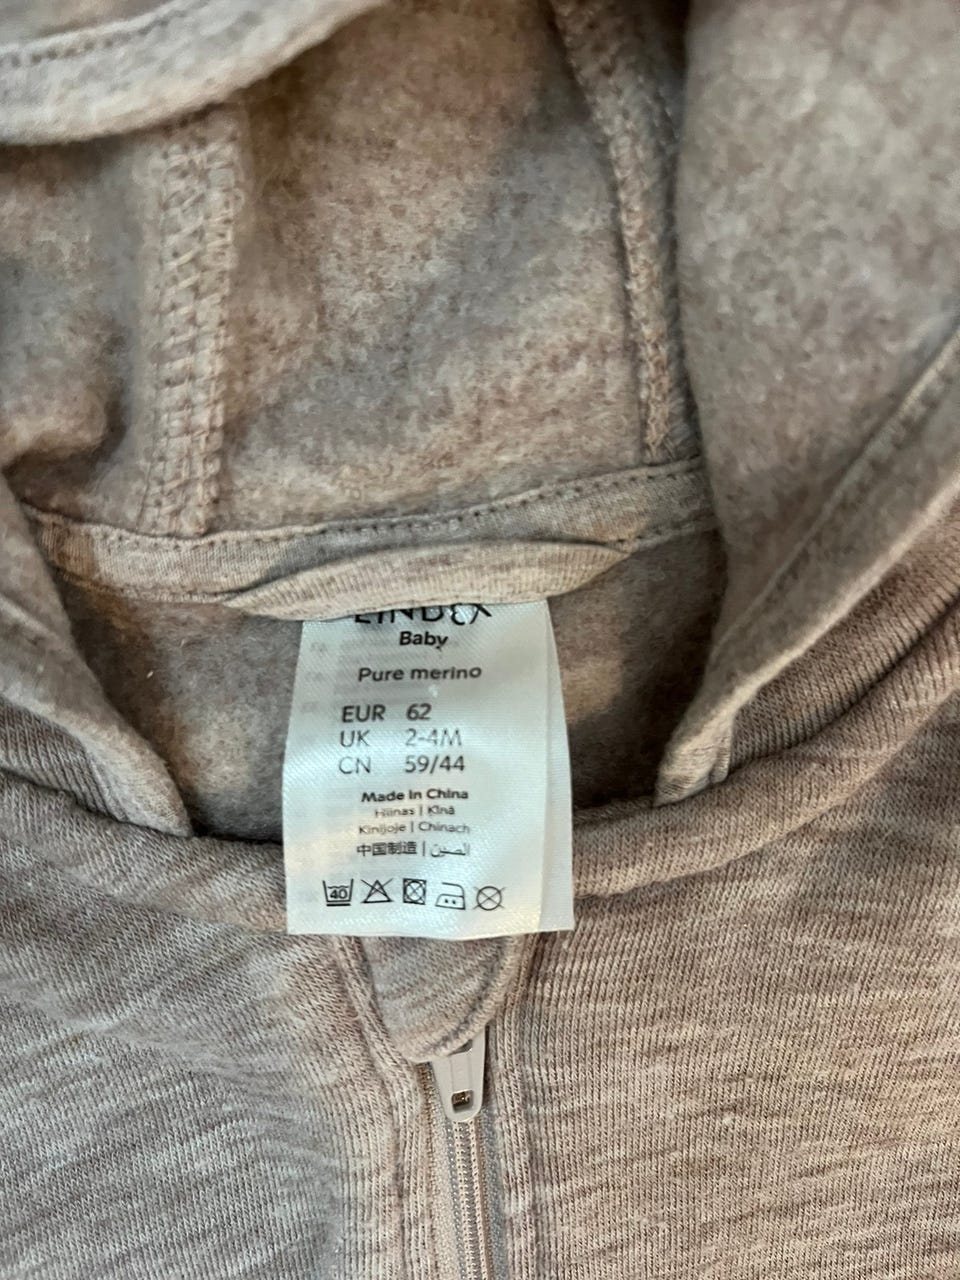 LINDEX
Baby
Pure merino
EUR 62
UK 2-4M
CN 59/44
Made in China
Hiinas | Kīnā
Kinijoje | Chinach
中国制造 | الصين
40